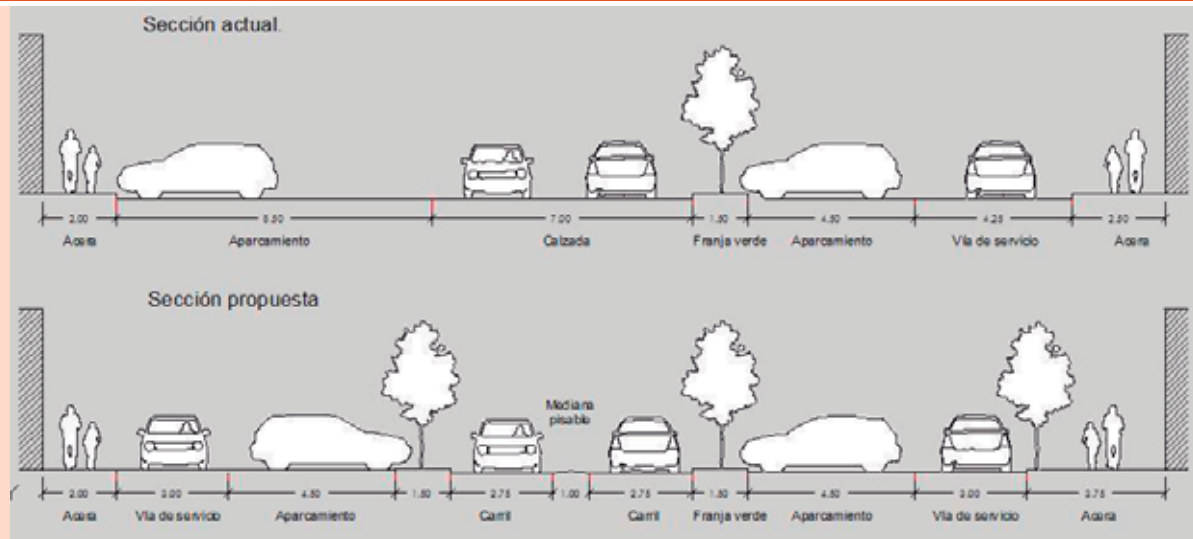 Sección actual.
2.00 8.50 7.00 1.50 4.50 4.25 2.50
Acera Aparcamiento Calzada Franja verde Aparcamiento Vía de servicio Acera
Sección propuesta
Mediana
pisable
2.00 3.00 4.50 1.50 2.75 1.00 2.75 1.50 4.50 3.00 3.75
Acera Vía de servicio Aparcamiento Carril Carril Franja verde Aparcamiento Vía de servicio Acera